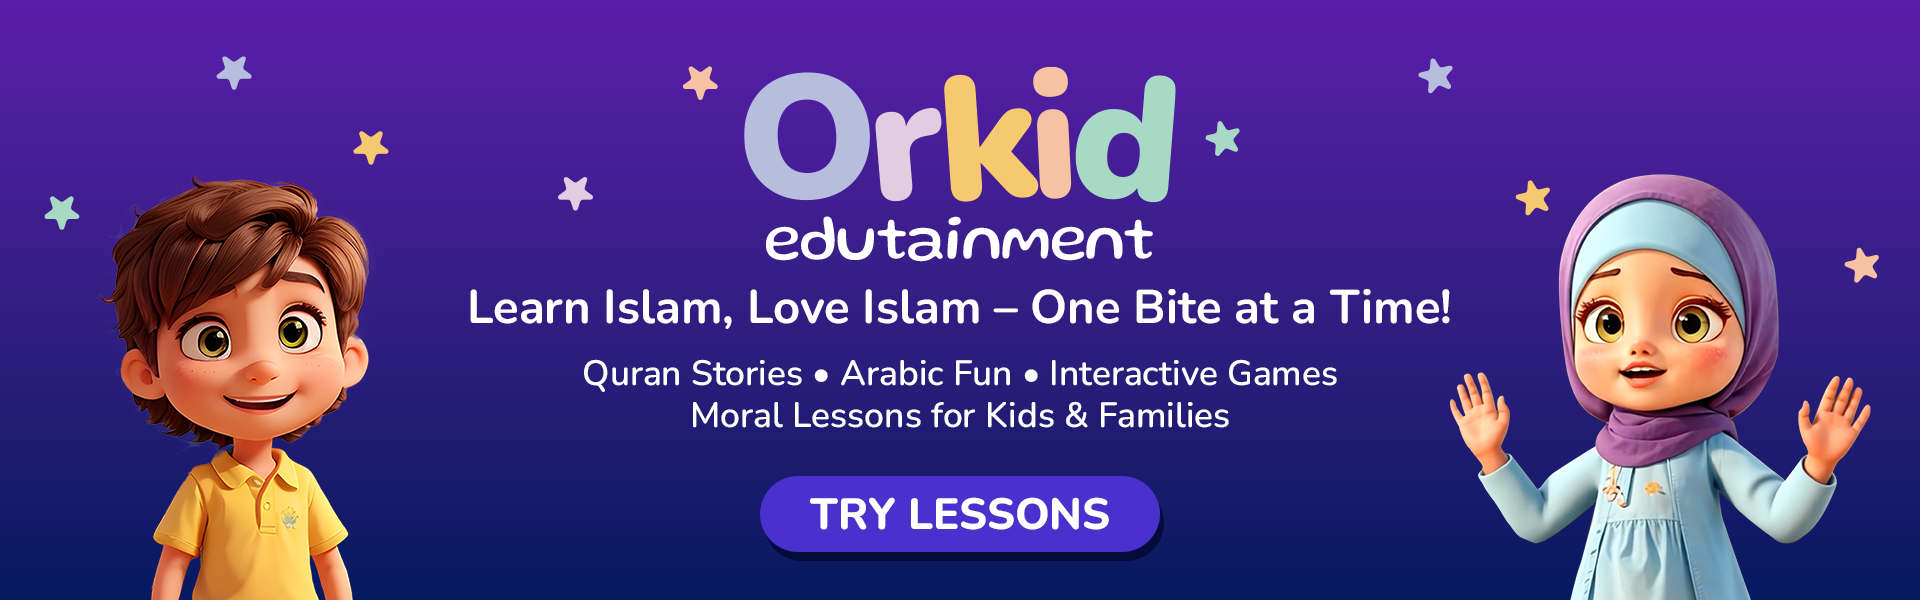 Orkid
edutainment
Learn Islam, Love Islam – One Bite at a Time!
Quran Stories • Arabic Fun • Interactive Games
Moral Lessons for Kids & Families
TRY LESSONS